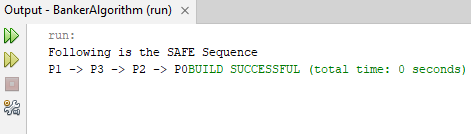 Output - BankerAlgorithm (run) ×
run:
Following is the SAFE Sequence
P1 -> P3 -> P2 -> P0BUILD SUCCESSFUL (total time: 0 seconds)